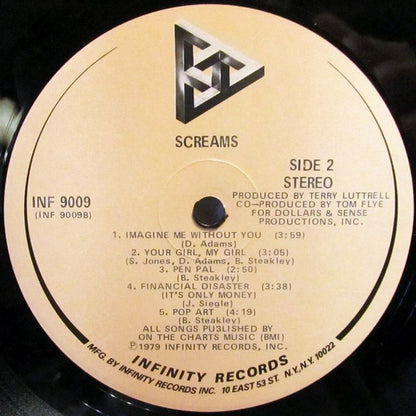 SCREAMS
SIDE 2
STEREO
INF 9009
(INF 9009B)
PRODUCED BY TERRY LUTTRELL
CO-PRODUCED BY TOM FLYE
FOR DOLLARS & SENSE
PRODUCTIONS, INC.
1. IMAGINE ME WITHOUT YOU (3:59)
(D. Adams)
2. YOUR GIRL, MY GIRL (3:05)
(S. Jones, D. Adams, B. Steakley)
3. PEN PAL (2:50)
(B. Steakley)
4. FINANCIAL DISASTER (3:38)
(IT'S ONLY MONEY)
(J. Siegle)
5. POP ART (4:19)
(B. Steakley)
ALL SONGS PUBLISHED BY
ON THE CHARTS MUSIC (BMI)
Ⓟ1979 INFINITY RECORDS, INC.
INFINITY RECORDS
MFG. BY INFINITY RECORDS INC. 10 EAST 53 ST. N.Y., N.Y. 10022